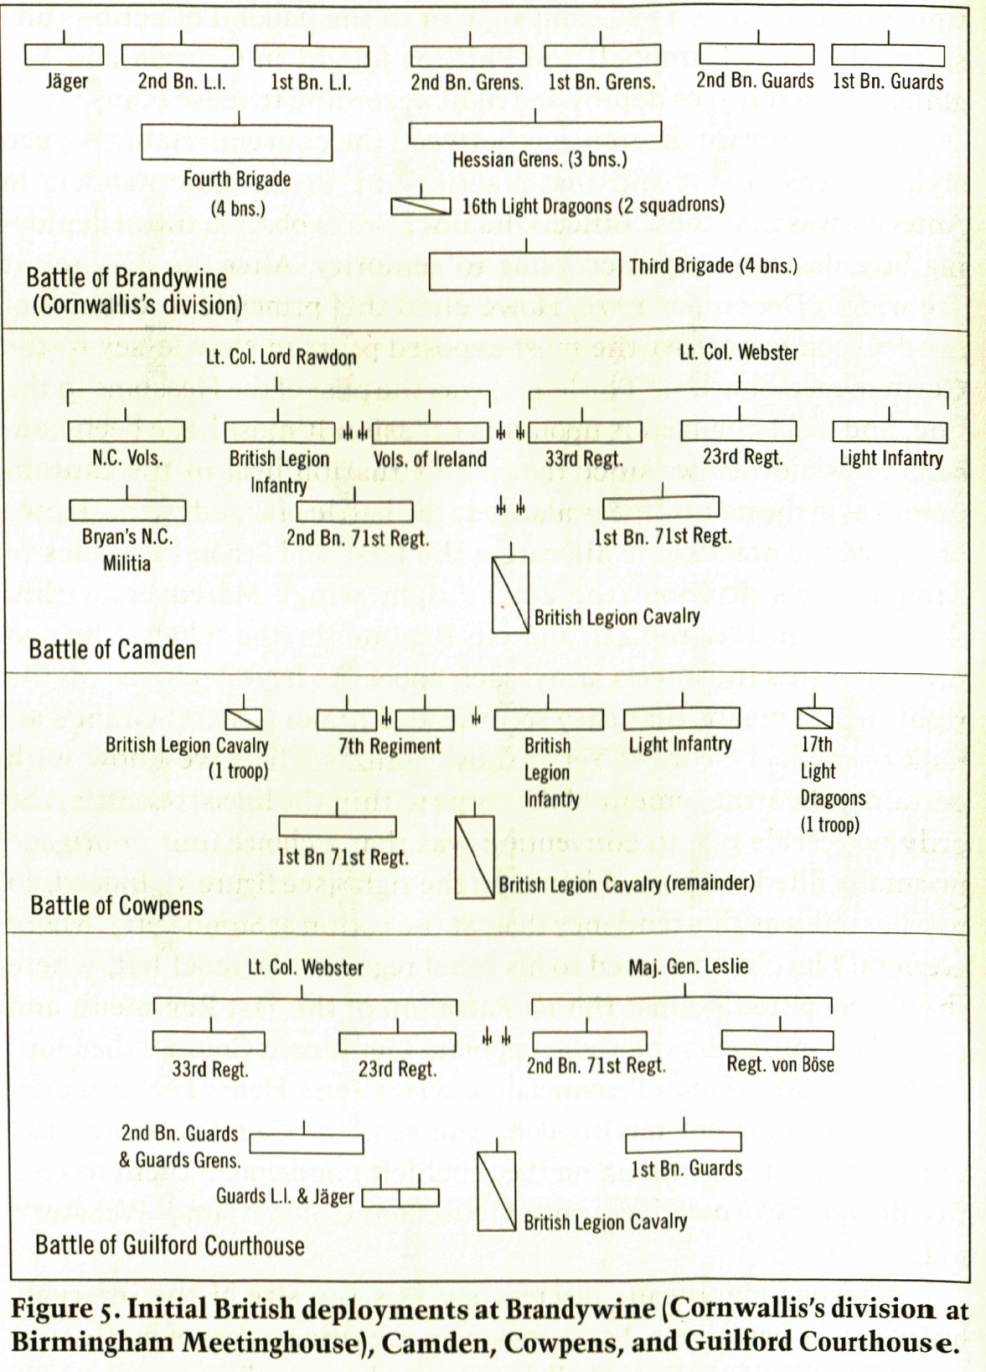 Jäger
2nd Bn. L.I.
1st Bn. L.I.
2nd Bn. Grens.
1st Bn. Grens.
2nd Bn. Guards
1st Bn. Guards
Fourth Brigade
(4 bns.)
Hessian Grens. (3 bns.)
16th Light Dragoons (2 squadrons)
Third Brigade (4 bns.)
Battle of Brandywine
(Cornwallis's division)
Lt. Col. Lord Rawdon
Lt. Col. Webster
N.C. Vols.
British Legion
Infantry
Vols. of Ireland
33rd Regt.
23rd Regt.
Light Infantry
Bryan's N.C.
Militia
2nd Bn. 71st Regt.
1st Bn. 71st Regt.
British Legion Cavalry
Battle of Camden
British Legion Cavalry
(1 troop)
7th Regiment
British
Legion
Infantry
Light Infantry
17th
Light
Dragoons
(1 troop)
1st Bn 71st Regt.
British Legion Cavalry (remainder)
Battle of Cowpens
Lt. Col. Webster
Maj. Gen. Leslie
33rd Regt.
23rd Regt.
2nd Bn. 71st Regt.
Regt. von Böse
2nd Bn. Guards
& Guards Grens.
1st Bn. Guards
Guards L.I. & Jäger
British Legion Cavalry
Battle of Guilford Courthouse
Figure 5. Initial British deployments at Brandywine (Cornwallis's division at
Birmingham Meetinghouse), Camden, Cowpens, and Guilford Courthouse.